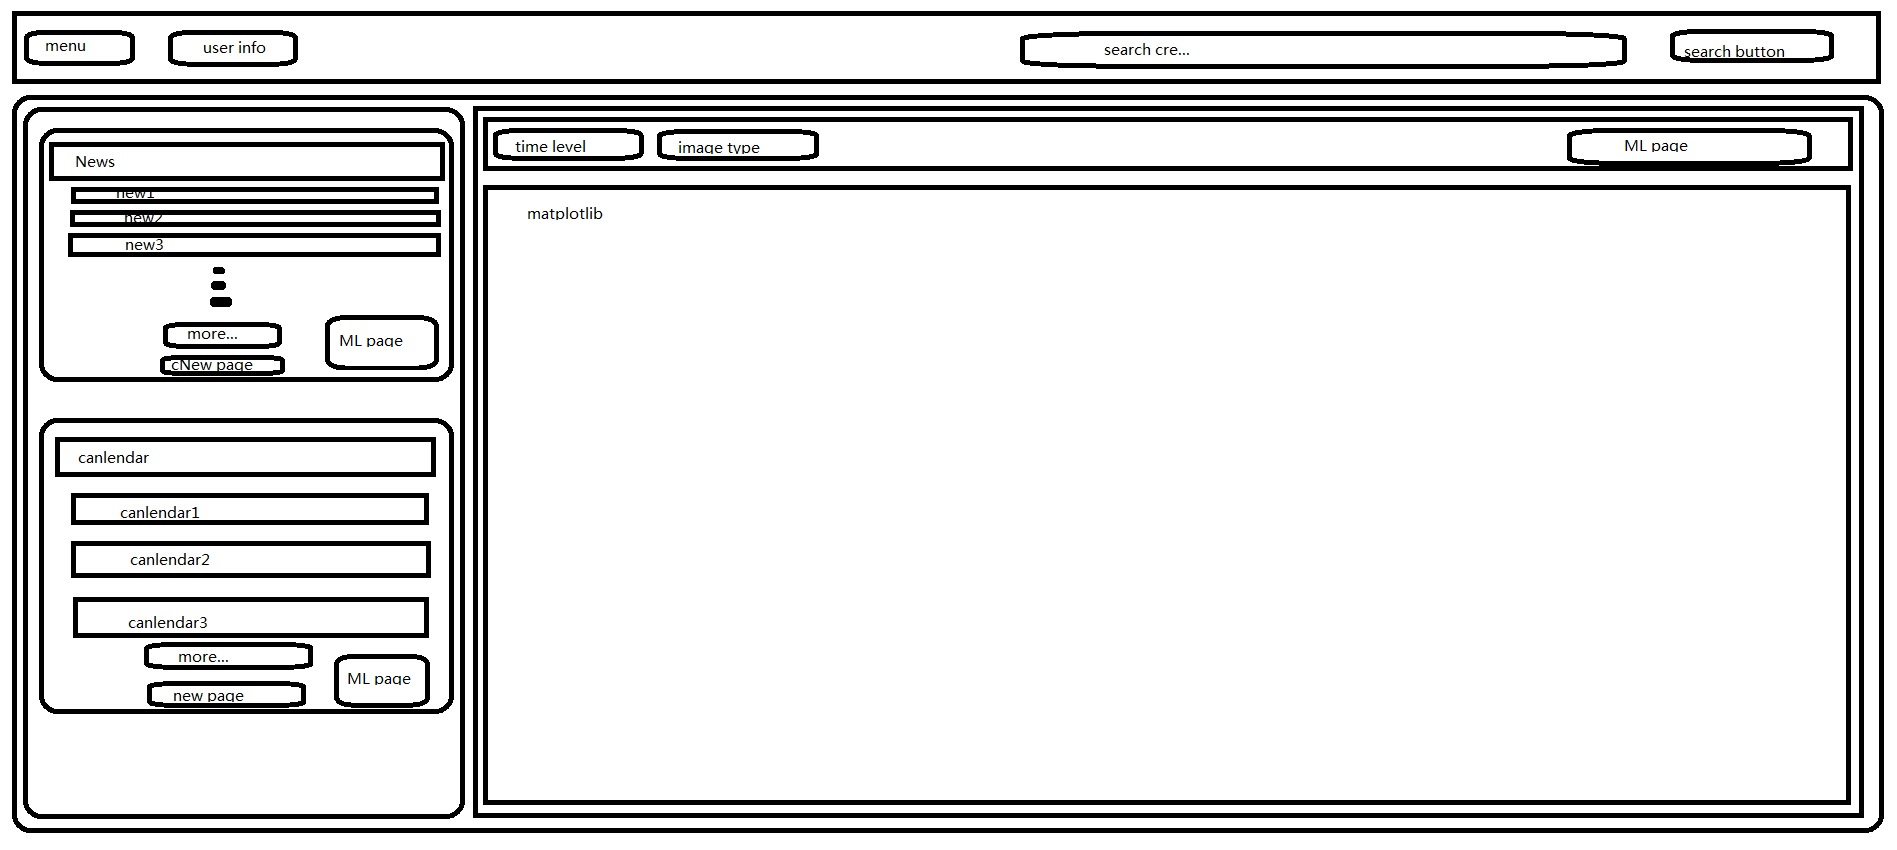 menu
user info
search cre...
search button
News
new1
new2
new3
more...
cNew page
ML page
canlendar
canlendar1
canlendar2
canlendar3
more...
new page
ML page
time level
image type
ML page
matplotlib